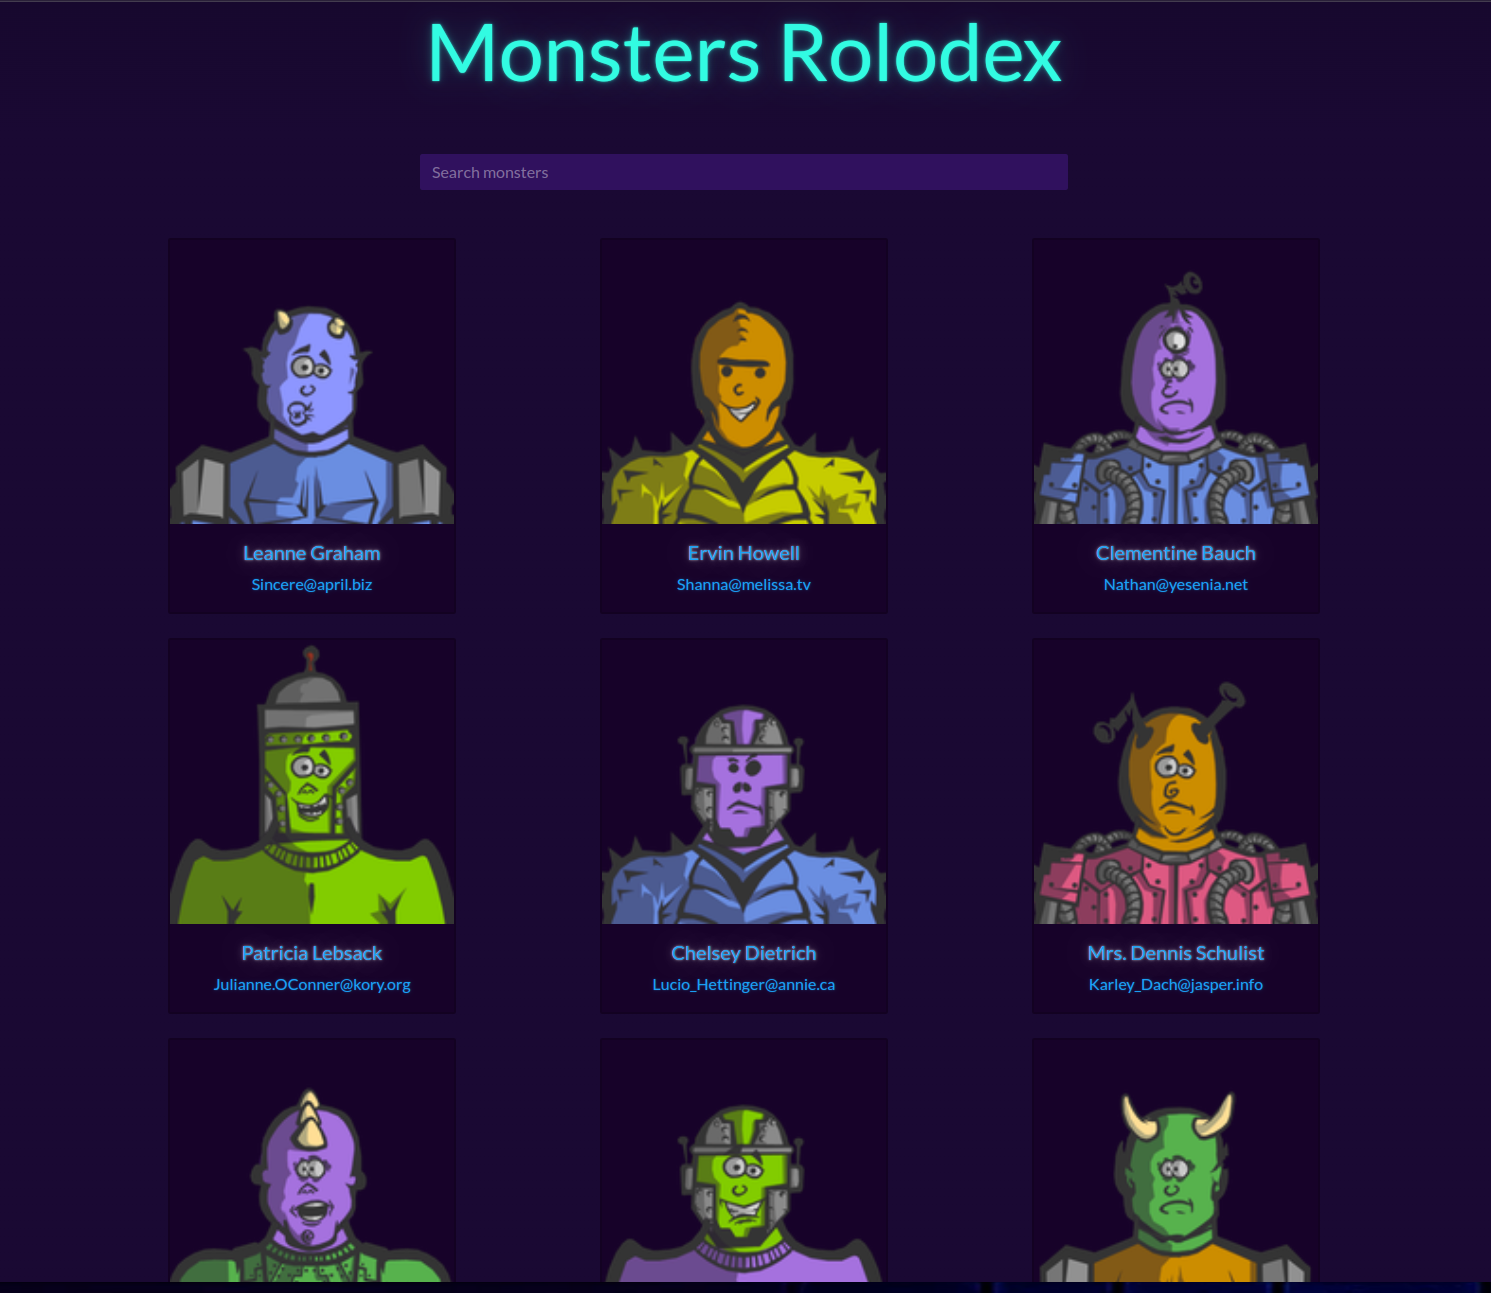 Monsters Rolodex
Search monsters
Leanne Graham
Sincere@april.biz
Ervin Howell
Shanna@melissa.tv
Clementine Bauch
Nathan@yesenia.net
Patricia Lebsack
Julianne.OConner@kory.org
Chelsey Dietrich
Lucio_Hettinger@annie.ca
Mrs. Dennis Schulist
Karley_Dach@jasper.info